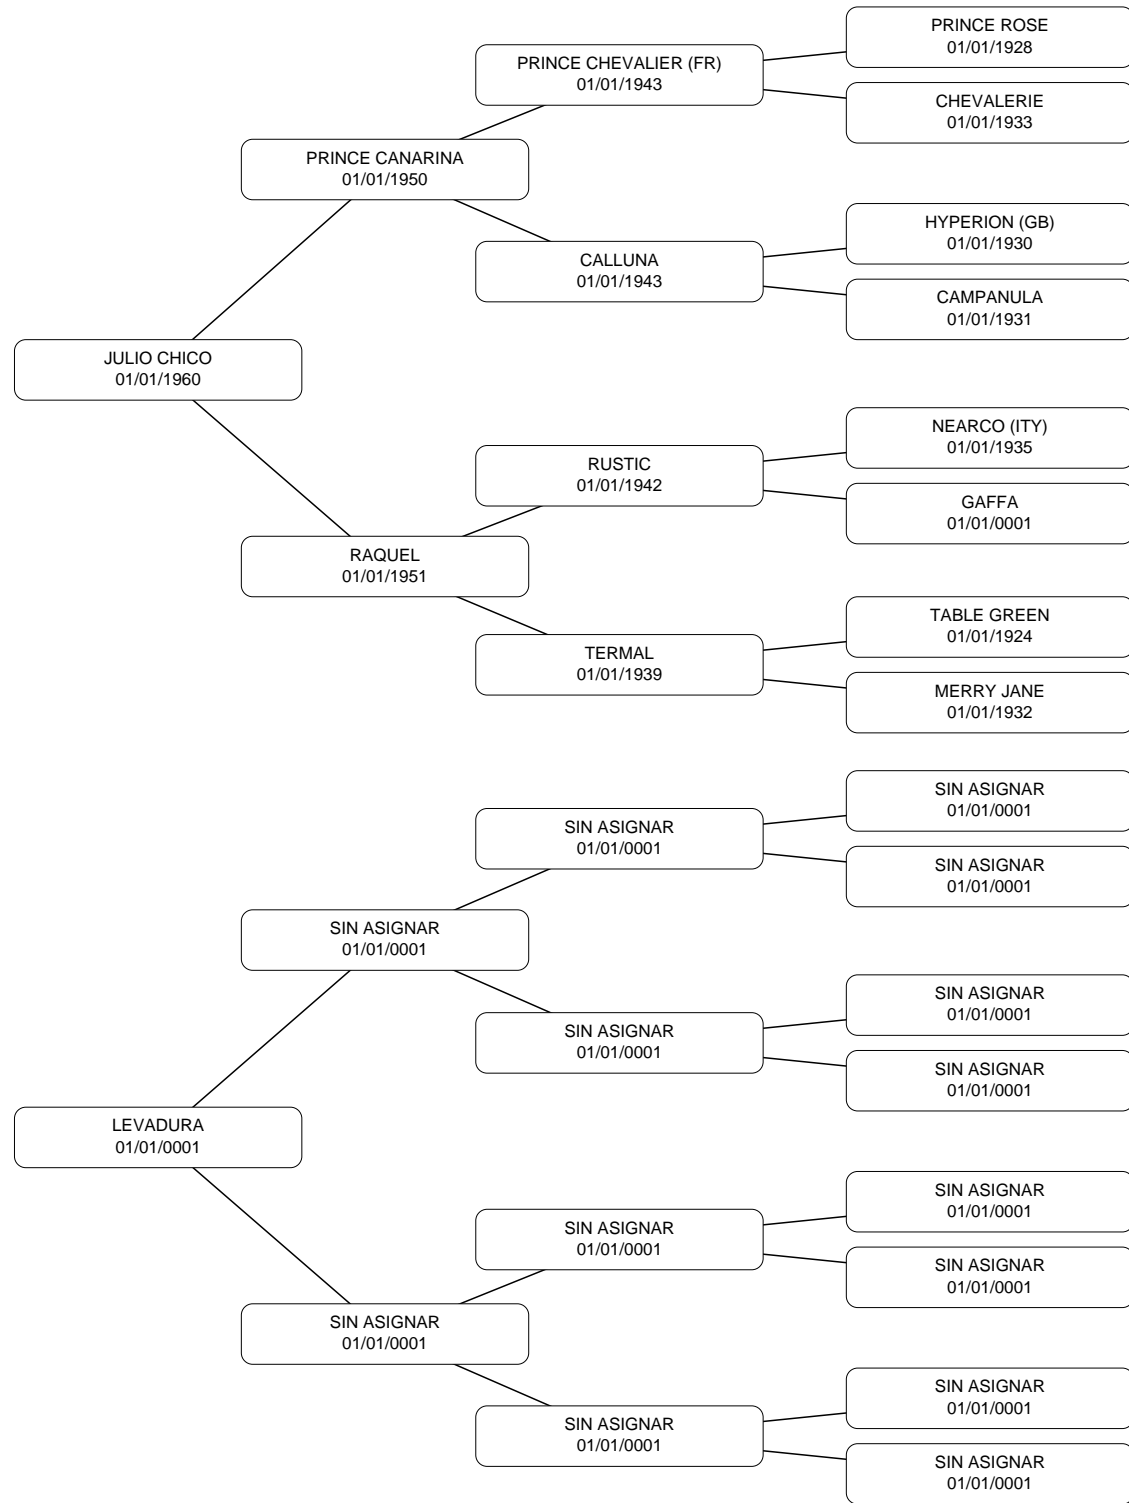 PRINCE ROSE
01/01/1928
PRINCE CHEVALIER (FR)
01/01/1943
CHEVALERIE
01/01/1933
PRINCE CANARINA
01/01/1950
HYPERION (GB)
01/01/1930
CALLUNA
01/01/1943
CAMPANULA
01/01/1931
JULIO CHICO
01/01/1960
NEARCO (ITY)
01/01/1935
RUSTIC
01/01/1942
GAFFA
01/01/0001
RAQUEL
01/01/1951
TABLE GREEN
01/01/1924
TERMAL
01/01/1939
MERRY JANE
01/01/1932
SIN ASIGNAR
01/01/0001
SIN ASIGNAR
01/01/0001
SIN ASIGNAR
01/01/0001
SIN ASIGNAR
01/01/0001
SIN ASIGNAR
01/01/0001
SIN ASIGNAR
01/01/0001
SIN ASIGNAR
01/01/0001
LEVADURA
01/01/0001
SIN ASIGNAR
01/01/0001
SIN ASIGNAR
01/01/0001
SIN ASIGNAR
01/01/0001
SIN ASIGNAR
01/01/0001
SIN ASIGNAR
01/01/0001
SIN ASIGNAR
01/01/0001
SIN ASIGNAR
01/01/0001